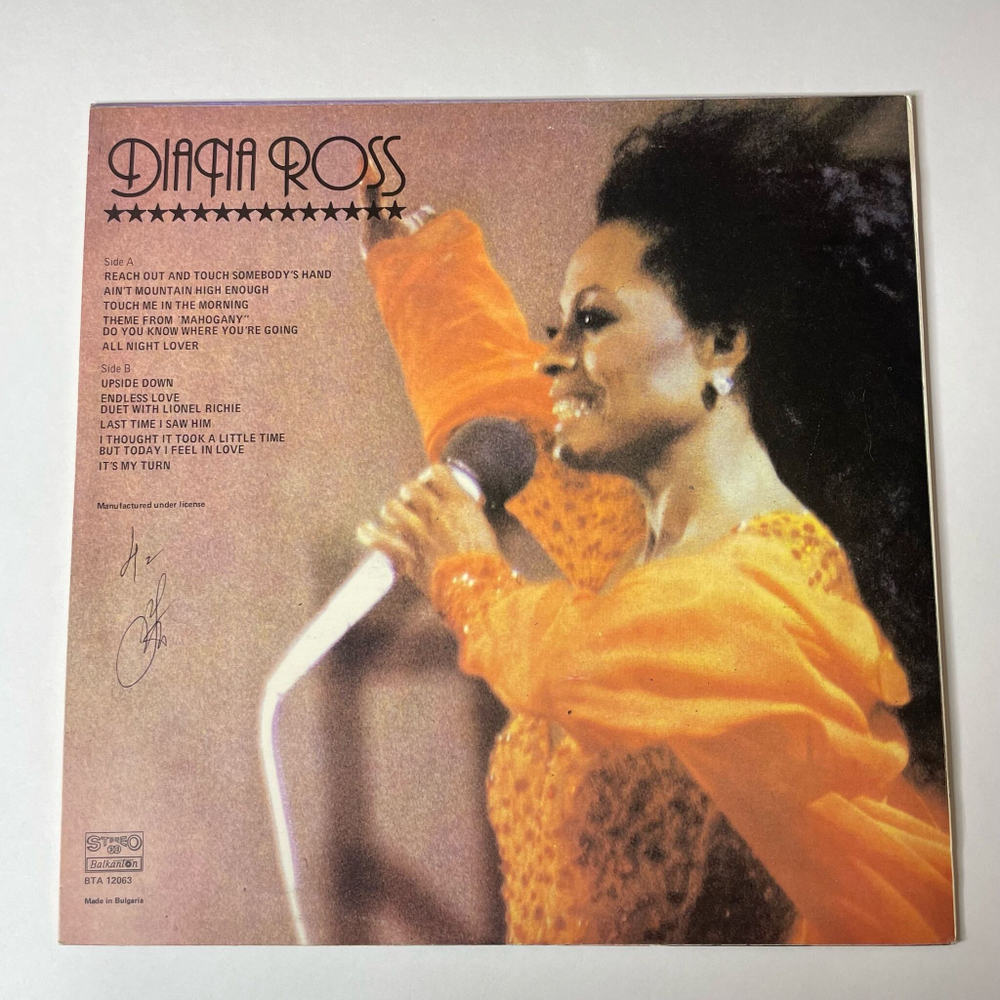 DIANA ROSS
★★★★★★★★★★★★★★
Side A
REACH OUT AND TOUCH SOMEBODY'S HAND
AIN'T MOUNTAIN HIGH ENOUGH
TOUCH ME IN THE MORNING
THEME FROM 'MAHOGANY"
DO YOU KNOW WHERE YOU'RE GOING
ALL NIGHT LOVER
Side B
UPSIDE DOWN
ENDLESS LOVE
DUET WITH LIONEL RICHIE
LAST TIME I SAW HIM
I THOUGHT IT TOOK A LITTLE TIME
BUT TODAY I FEEL IN LOVE
IT'S MY TURN
Manufactured under license
STEREO
33
Balkanton
BTA 12063
Made in Bulgaria